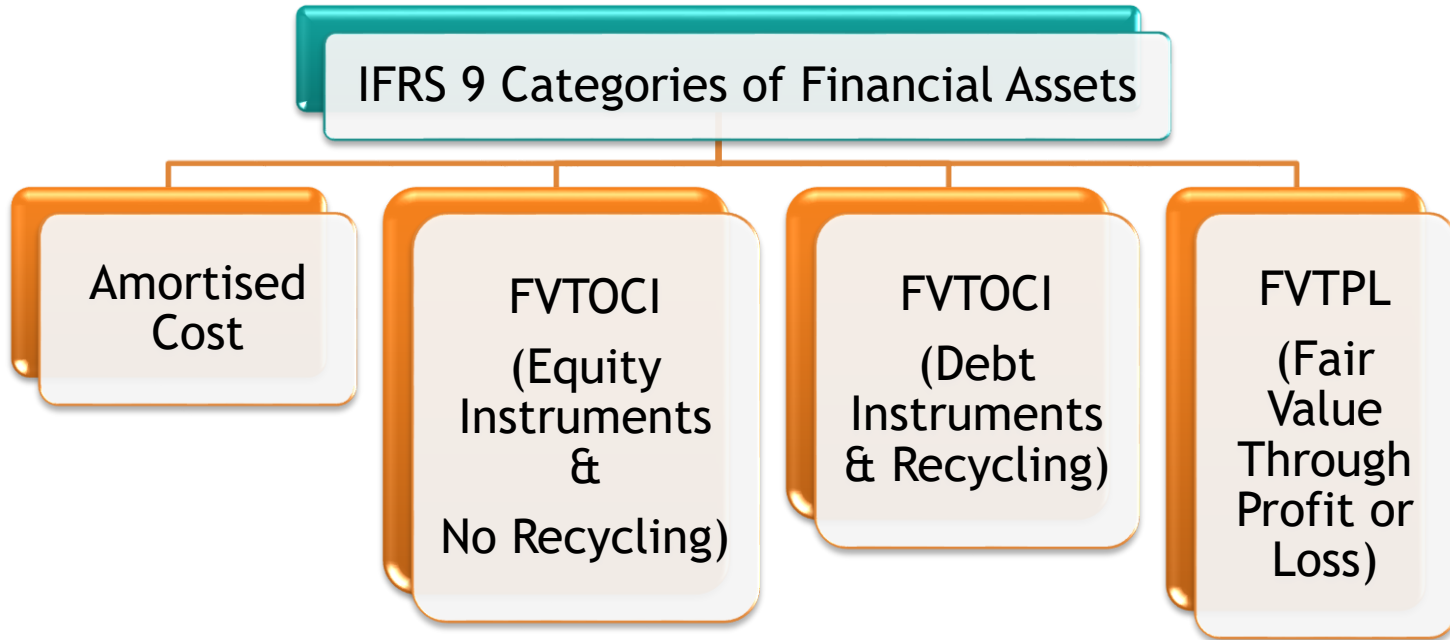 IFRS 9 Categories of Financial Assets
Amortised
Cost
FVTOCI
(Equity
Instruments
&
No Recycling)
FVTOCI
(Debt
Instruments
& Recycling)
FVTPL
(Fair
Value
Through
Profit or
Loss)